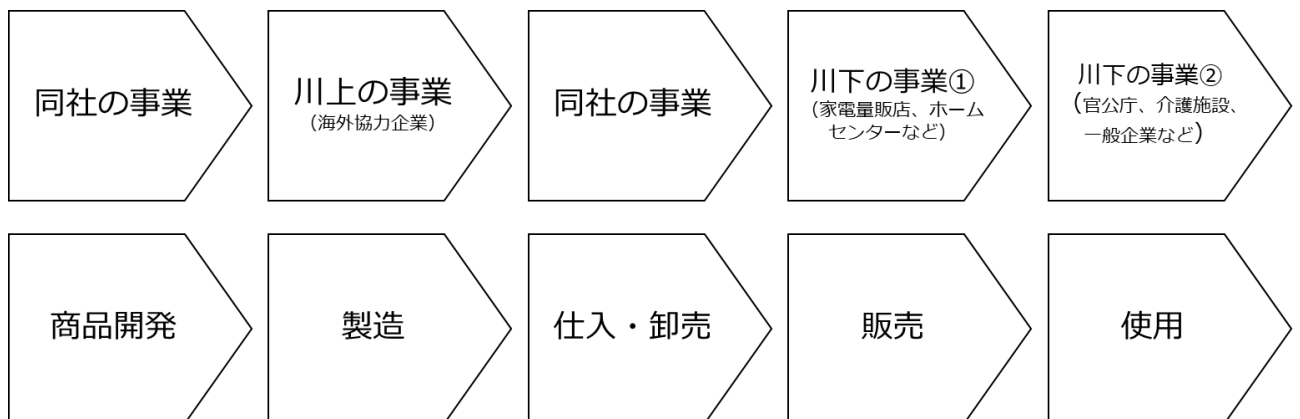 同社の事業
川上の事業
（海外協力企業）
同社の事業
川下の事業①
（家電量販店、ホーム
センターなど）
川下の事業②
（官公庁、介護施設、
一般企業など）
商品開発
製造
仕入・卸売
販売
使用